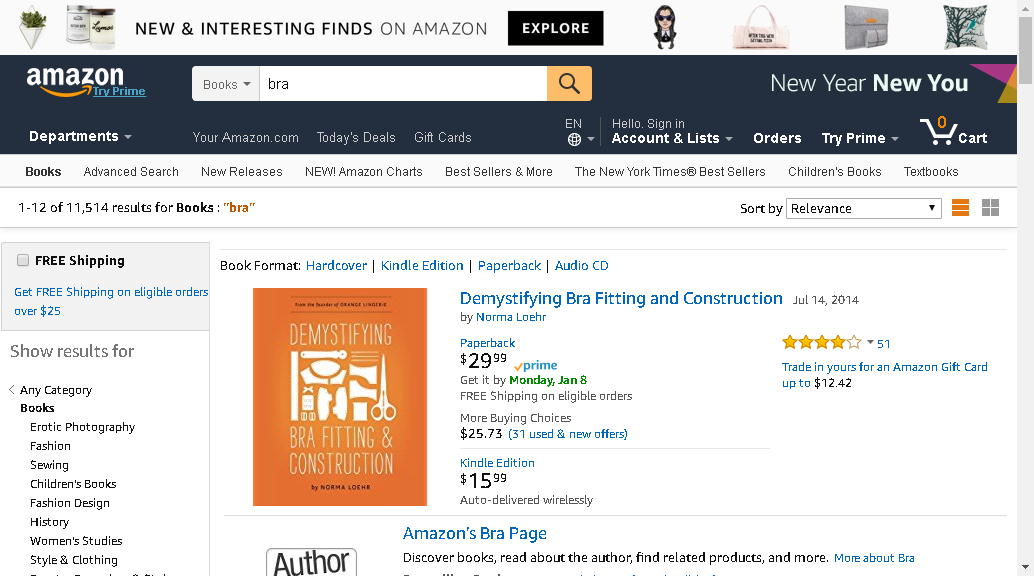 NEW & INTERESTING FINDS ON AMAZON EXPLORE
amazon
Try Prime
Books bra
New Year New You
Departments
Your Amazon.com Today's Deals Gift Cards
EN
Hello. Sign in
Account & Lists
Orders
Try Prime
0
Cart
Books Advanced Search New Releases NEW! Amazon Charts Best Sellers & More The New York Times® Best Sellers Children's Books Textbooks
1-12 of 11,514 results for Books : "bra"
Sort by Relevance
FREE Shipping
Get FREE Shipping on eligible orders
over $25
Show results for
Any Category
Books
Erotic Photography
Fashion
Sewing
Children's Books
Fashion Design
History
Women's Studies
Style & Clothing
Book Format: Hardcover | Kindle Edition | Paperback | Audio CD
from the founder of ORANGE LINGERIE
DEMYSTIFYING
BRA FITTING &
CONSTRUCTION
by NORMA LOEHR
Demystifying Bra Fitting and Construction Jul 14, 2014
by Norma Loehr
Paperback
$29.99 prime
Get it by Monday, Jan 8
FREE Shipping on eligible orders
More Buying Choices
$25.73 (31 used & new offers)
Kindle Edition
$15.99
Auto-delivered wirelessly
51
Trade in yours for an Amazon Gift Card
up to $12.42
Author
Amazon's Bra Page
Discover books, read about the author, find related products, and more. More about Bra